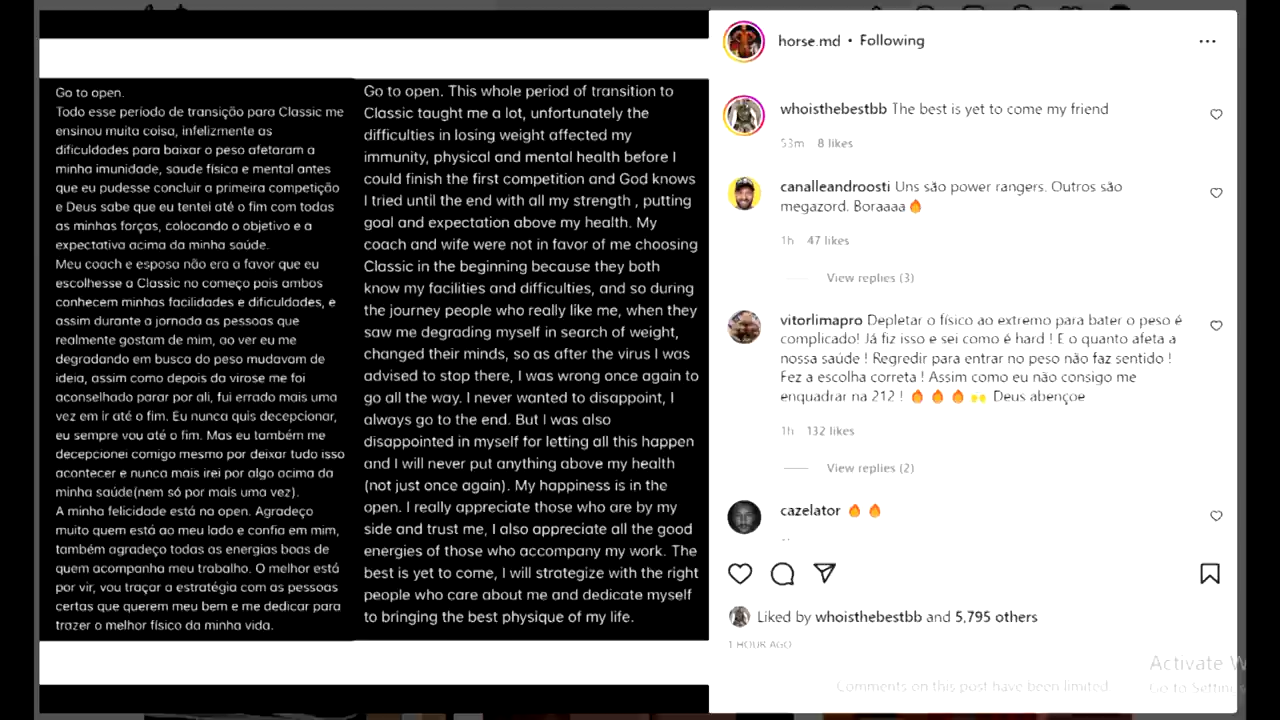 Go to open.
Todo esse período de transição para Classic me
ensinou muita coisa, infelizmente as
dificuldades para baixar o peso afetaram a
minha imunidade, saude física e mental antes
que eu pudesse concluir a primeira competição
e Deus sabe que eu tentei até o fim com todas
as minhas forças, colocando o objetivo e a
expectativa acima da minha saúde.
Meu coach e esposa não era a favor que eu
escolhesse a Classic no começo pois ambos
conhecem minhas facilidades e dificuldades, e
assim durante a jornada as pessoas que
realmente gostam de mim, ao ver eu me
degradando em busca do peso mudavam de
ideia, assim como depois da virose me foi
aconselhado parar por ali, fui errado mais uma
vez em ir até o fim. Eu nunca quis decepcionar,
eu sempre vou até o fim. Mas eu também me
decepcionei comigo mesmo por deixar tudo isso
acontecer e nunca mais irei por algo acima da
minha saúde(nem só por mais uma vez).
A minha felicidade está na open. Agradeço
muito quem está ao meu lado e confia em mim,
também agradeço todas as energias boas de
quem acompanha meu trabalho. O melhor está
por vir, vou traçar a estratégia com as pessoas
certas que querem meu bem e me dedicar para
trazer o melhor físico da minha vida.
Go to open. This whole period of transition to
Classic taught me a lot, unfortunately the
difficulties in losing weight affected my
immunity, physical and mental health before I
could finish the first competition and God knows
I tried until the end with all my strength , putting
goal and expectation above my health. My
coach and wife were not in favor of me choosing
Classic in the beginning because they both
know my facilities and difficulties, and so during
the journey people who really like me, when they
saw me degrading myself in search of weight,
changed their minds, so as after the virus I was
advised to stop there, I was wrong once again to
go all the way. I never wanted to disappoint, I
always go to the end. But I was also
disappointed in myself for letting all this happen
and I will never put anything above my health
(not just once again). My happiness is in the
open. I really appreciate those who are by my
side and trust me, I also appreciate all the good
energies of those who accompany my work. The
best is yet to come, I will strategize with the right
people who care about me and dedicate myself
to bringing the best physique of my life.
horse.md • Following
whoisthebestbb The best is yet to come my friend
53m 8 likes
canalleandroosti Uns são power rangers. Outros são
megazord. Boraaaa 🔥
1h 47 likes
View replies (3)
vitorlimapro Depletar o físico ao extremo para bater o peso é
complicado! Já fiz isso e sei como é hard ! E o quanto afeta a
nossa saúde ! Regredir para entrar no peso não faz sentido !
Fez a escolha correta ! Assim como eu não consigo me
enquadrar na 212 ! 🔥 🔥 🔥 🙌 Deus abençoe
1h 132 likes
View replies (2)
cazelator 🔥 🔥
Liked by whoisthebestbb and 5,795 others
1 HOUR AGO
Comments on this post have been limited
Activate W
Go to Settings